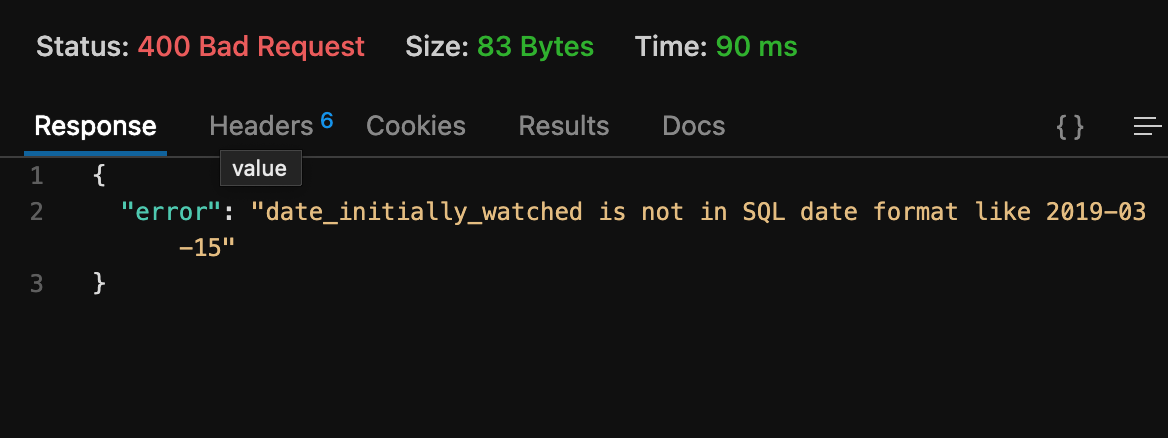 Status: 400 Bad Request Size: 83 Bytes Time: 90 ms
Response Headers 6 Cookies Results Docs {}
value
1 {
2 "error": "date_initially_watched is not in SQL date format like 2019-03
-15"
3 }